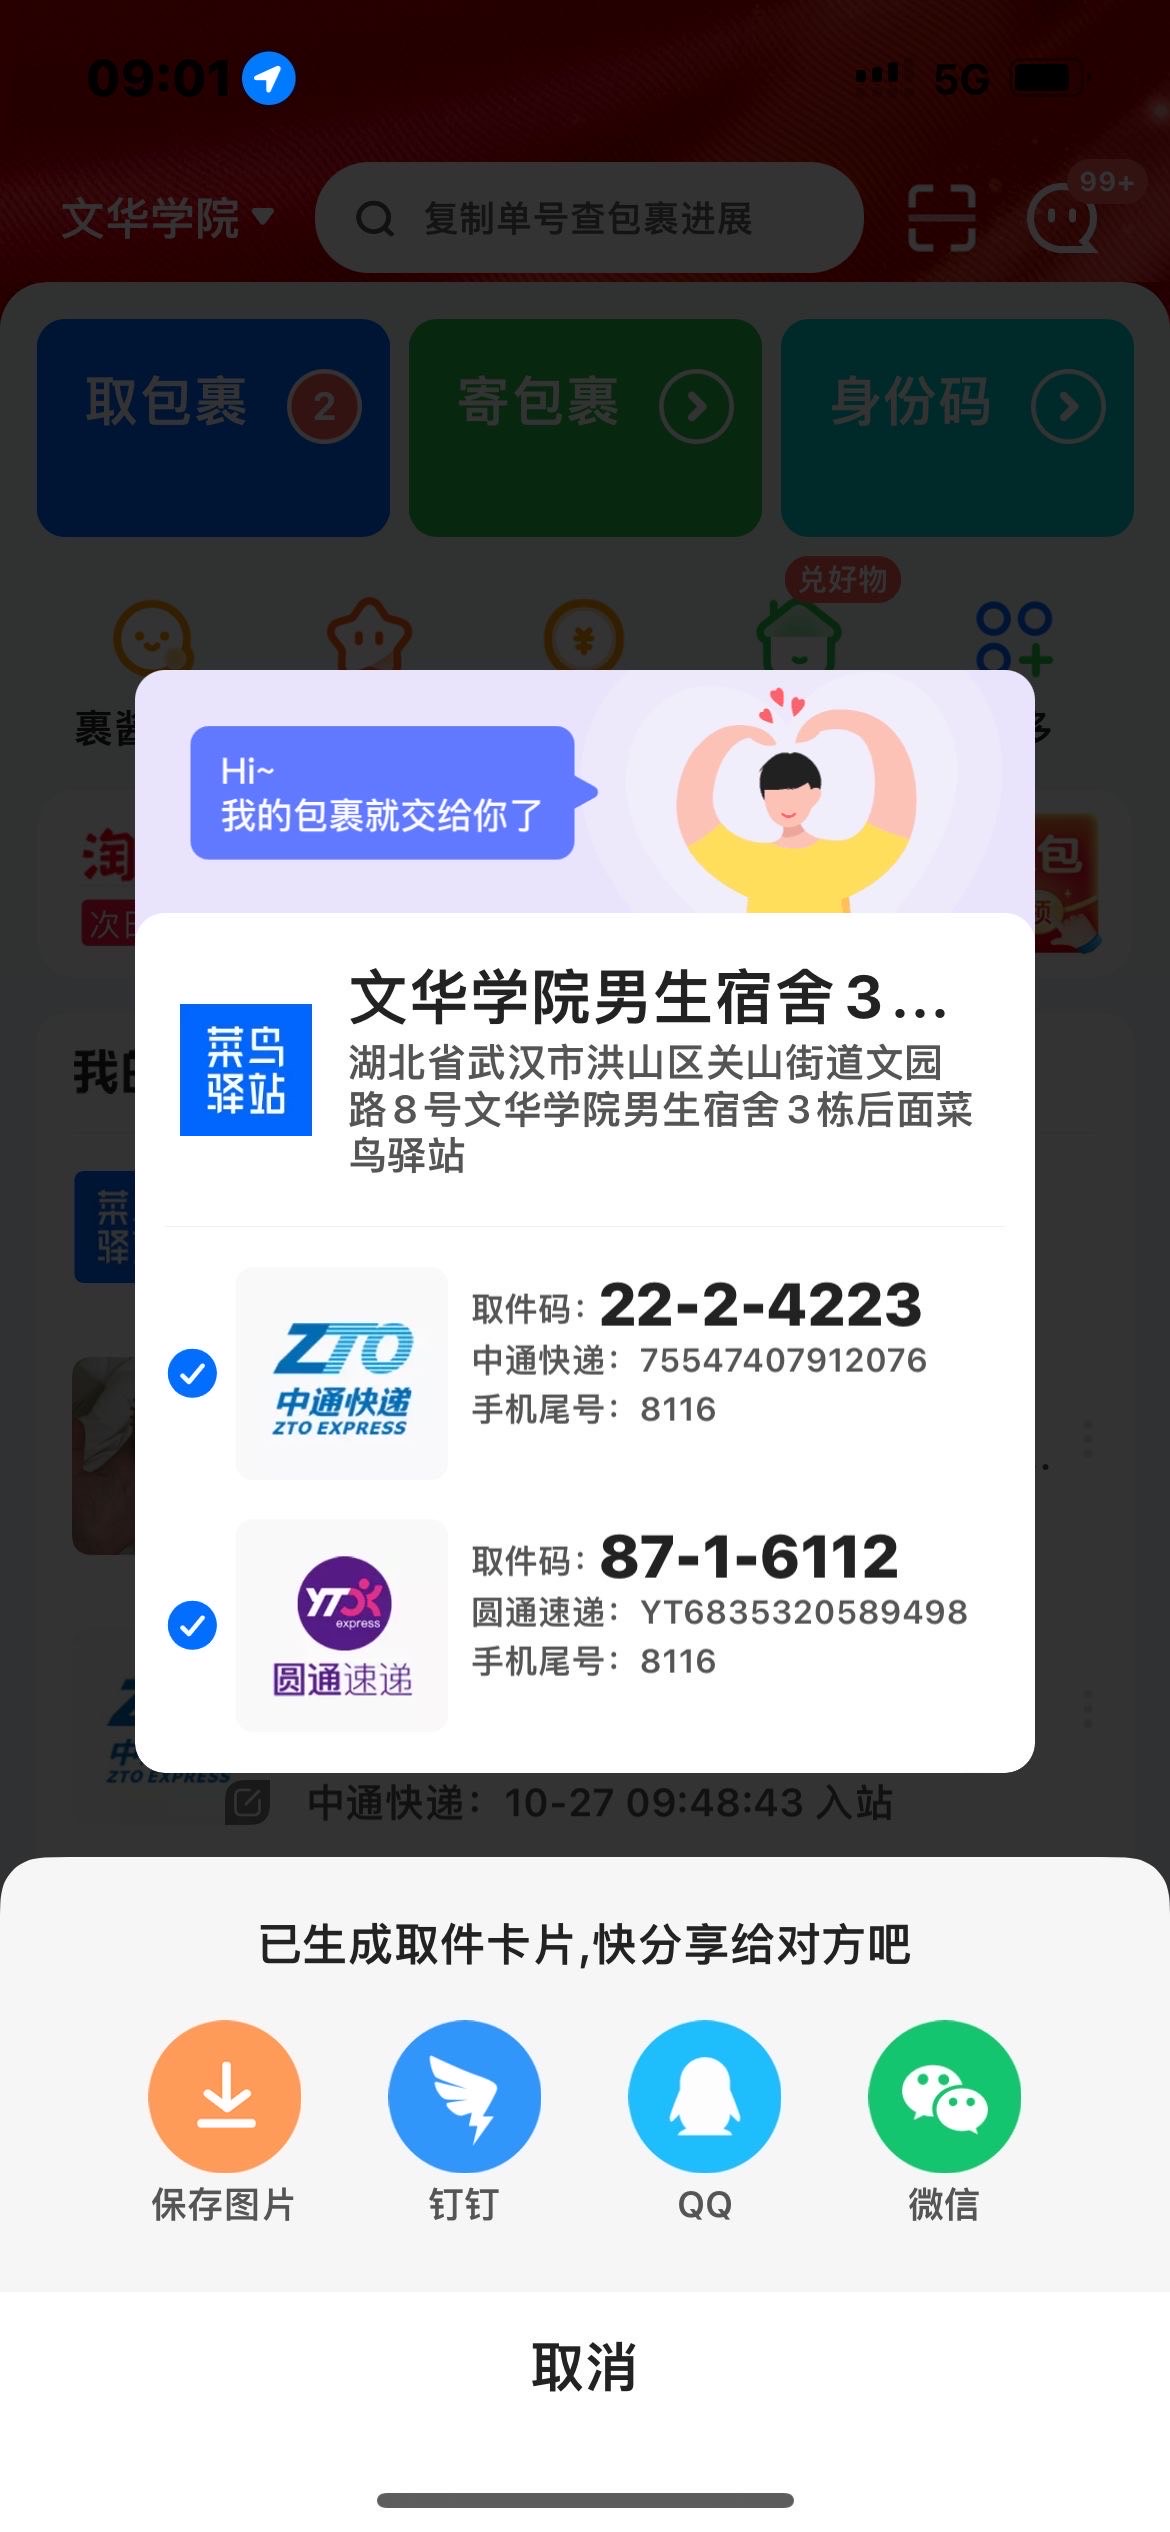 09:01
5G
文华学院
复制单号查包裹进展
99+
取包裹
2
寄包裹
身份码
兑好物
裹酱
多
Hi~
我的包裹就交给你了
淘
次日
包
菜鸟
驿站
文华学院男生宿舍3...
湖北省武汉市洪山区关山街道文园
路8号文华学院男生宿舍3栋后面菜
鸟驿站
我的
菜
驿
ZTO
中通快递
ZTO EXPRESS
取件码：22-2-4223
中通快递：75547407912076
手机尾号：8116
YTO
express
圆通速递
取件码：87-1-6112
圆通速递：YT6835320589498
手机尾号：8116
Z
中
ZTO EXPRESS
中通快递：10-27 09:48:43 入站
已生成取件卡片,快分享给对方吧
保存图片
钉钉
QQ
微信
取消